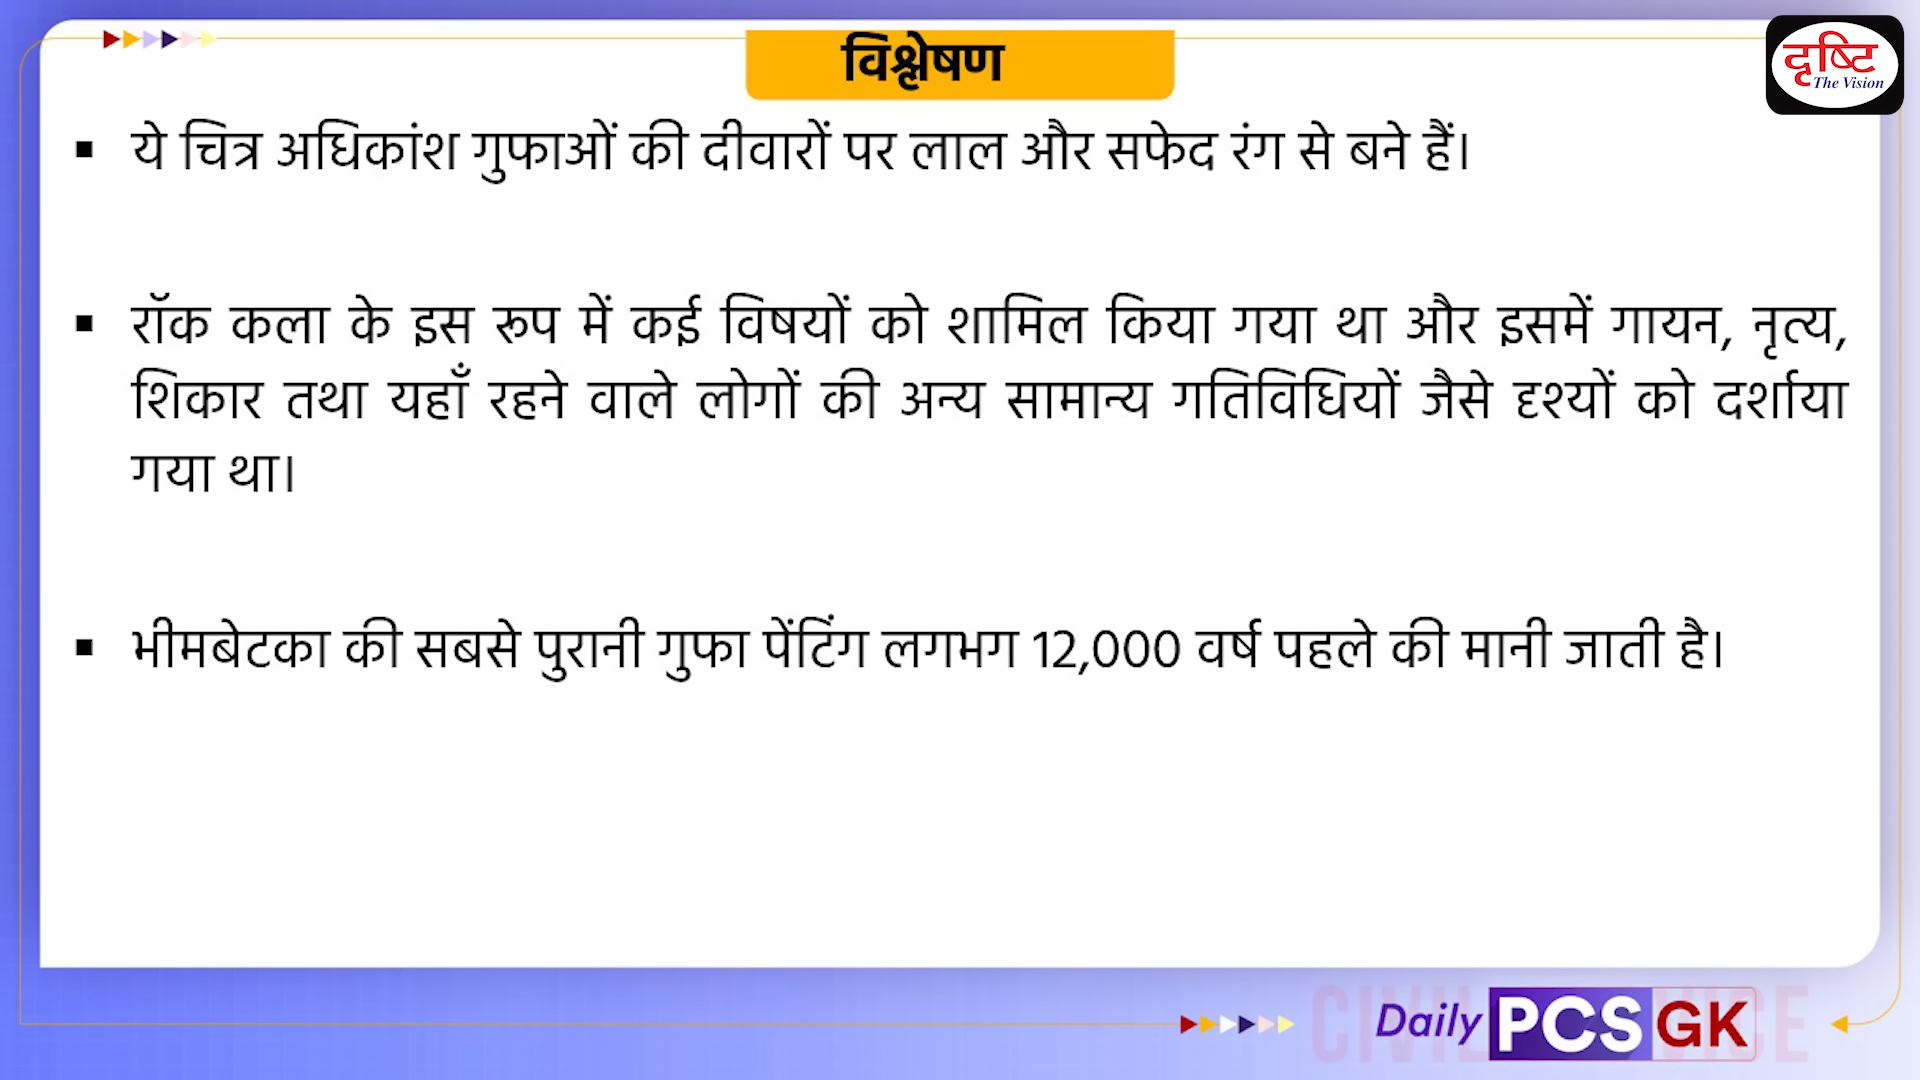 विश्लेषण
दृष्टि
The Vision
▪ ये चित्र अधिकांश गुफाओं की दीवारों पर लाल और सफेद रंग से बने हैं।
▪ रॉक कला के इस रूप में कई विषयों को शामिल किया गया था और इसमें गायन, नृत्य,
शिकार तथा यहाँ रहने वाले लोगों की अन्य सामान्य गतिविधियों जैसे दृश्यों को दर्शाया
गया था।
▪ भीमबेटका की सबसे पुरानी गुफा पेंटिंग लगभग 12,000 वर्ष पहले की मानी जाती है।
Daily PCS GK